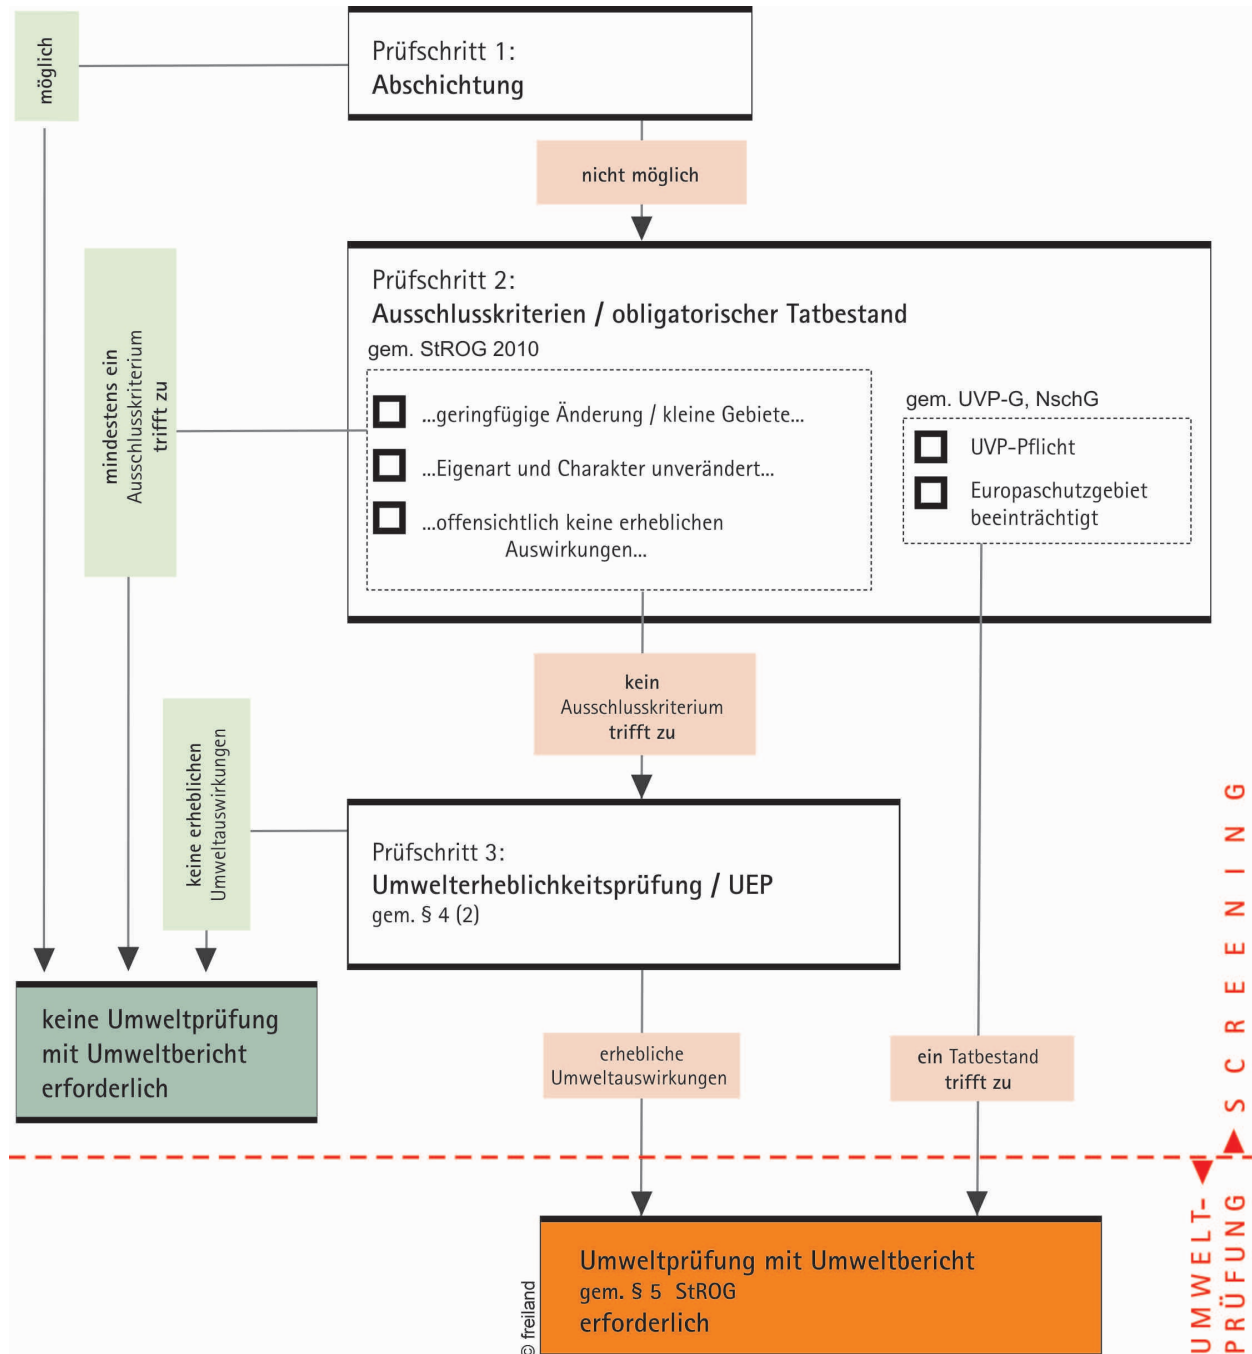 möglich
Prüfschritt 1:
Abschichtung
nicht möglich
Prüfschritt 2:
Ausschlusskriterien / obligatorischer Tatbestand
gem. StROG 2010
...geringfügige Änderung / kleine Gebiete...
...Eigenart und Charakter unverändert...
...offensichtlich keine erheblichen
Auswirkungen...
gem. UVP-G, NschG
UVP-Pflicht
Europaschutzgebiet
beeinträchtigt
mindestens ein
Ausschlusskriterium
trifft zu
kein
Ausschlusskriterium
trifft zu
keine erheblichen
Umweltauswirkungen
Prüfschritt 3:
Umwelterheblichkeitsprüfung / UEP
gem. § 4 (2)
keine Umweltprüfung
mit Umweltbericht
erforderlich
erhebliche
Umweltauswirkungen
ein Tatbestand
trifft zu
SCREENING
UMWELT-
PRÜFUNG
Umweltprüfung mit Umweltbericht
gem. § 5 StROG
erforderlich
© freiland